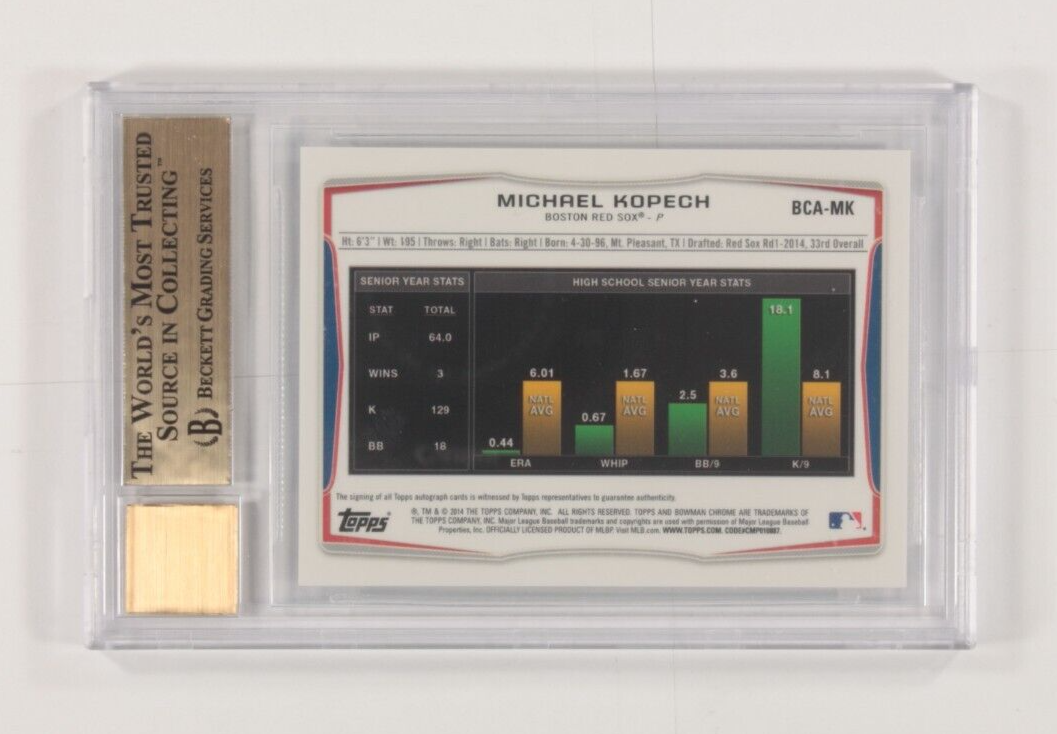 THE WORLD'S MOST TRUSTED
SOURCE IN COLLECTING™
B BECKETT GRADING SERVICES
MICHAEL KOPECH
BOSTON RED SOX® - P
BCA-MK
Ht: 6'3" | Wt: 195 | Throws: Right | Bats: Right | Born: 4-30-96, Mt. Pleasant, TX | Drafted: Red Sox Rd1-2014, 33rd Overall
SENIOR YEAR STATS
STAT TOTAL
IP 64.0
WINS 3
K 129
BB 18
HIGH SCHOOL SENIOR YEAR STATS
0.44
6.01
NATL
AVG
ERA
0.67
1.67
NATL
AVG
WHIP
2.5
3.6
NATL
AVG
BB/9
18.1
8.1
NATL
AVG
K/9
The signing of all Topps autograph cards is witnessed by Topps representatives to guarantee authenticity.
Topps®
®, TM & © 2014 THE TOPPS COMPANY, INC. ALL RIGHTS RESERVED. TOPPS AND BOWMAN CHROME ARE TRADEMARKS OF
THE TOPPS COMPANY, INC. Major League Baseball trademarks and copyrights are used with permission of Major League Baseball
Properties, Inc. OFFICIALLY LICENSED PRODUCT OF MLBP. Visit MLB.com. WWW.TOPPS.COM.